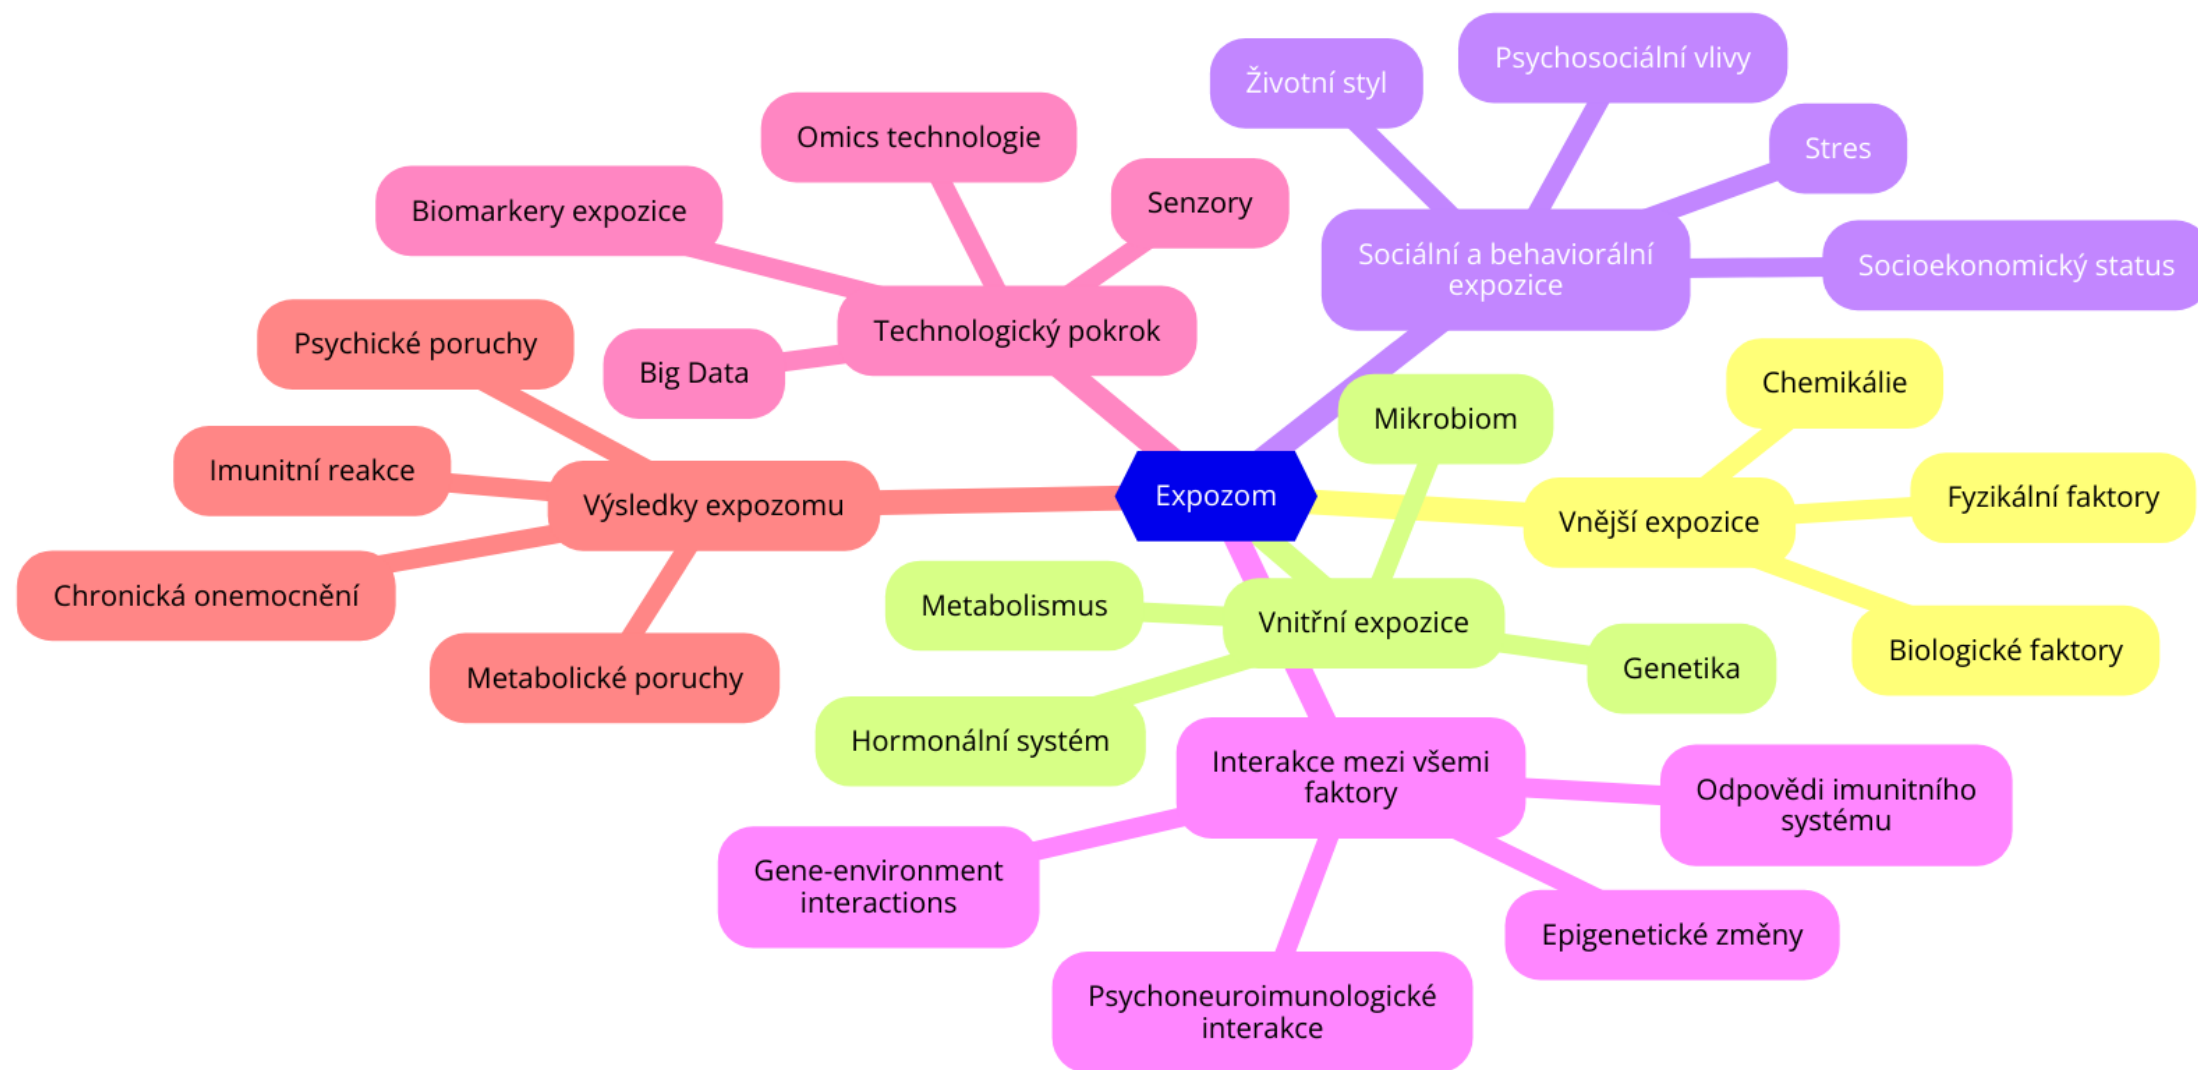 Psychosociální vlivy
Životní styl
Omics technologie
Stres
Senzory
Biomarkery expozice
Sociální a behaviorální
expozice
Socioekonomický status
Technologický pokrok
Psychické poruchy
Big Data
Chemikálie
Mikrobiom
Imunitní reakce
Výsledky expozomu
Expozom
Fyzikální faktory
Vnější expozice
Chronická onemocnění
Metabolismus
Vnitřní expozice
Biologické faktory
Genetika
Metabolické poruchy
Hormonální systém
Interakce mezi všemi
faktory
Odpovědi imunitního
systému
Gene-environment
interactions
Epigenetické změny
Psychoneuroimunologické
interakce